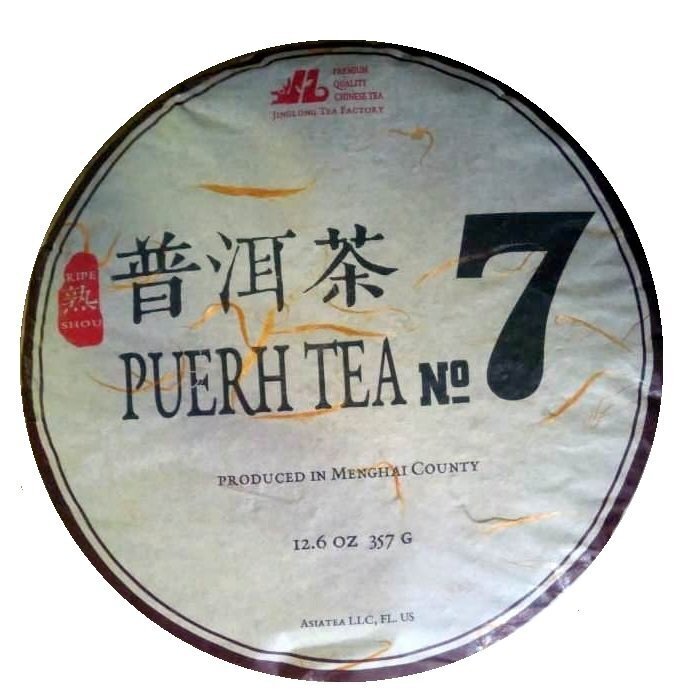 PREMIUM
QUALITY
CHINESE TEA
JINGLONG TEA FACTORY
RIPE
熟
SHOU
普洱茶
PUERH TEA № 7
PRODUCED IN MENGHAI COUNTY
12.6 OZ 357 G
ASIATEA LLC, FL. US